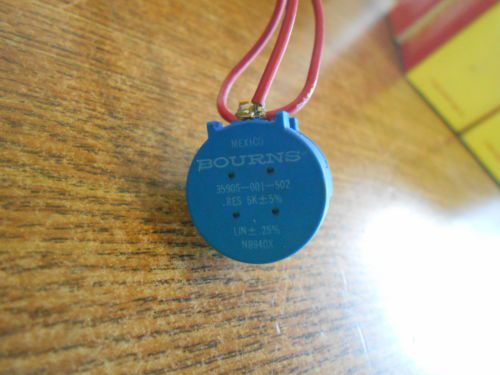 MEXICO
BOURNS
3590S-001-502
.RES 5K±5%
LIN± .25%
N8940X